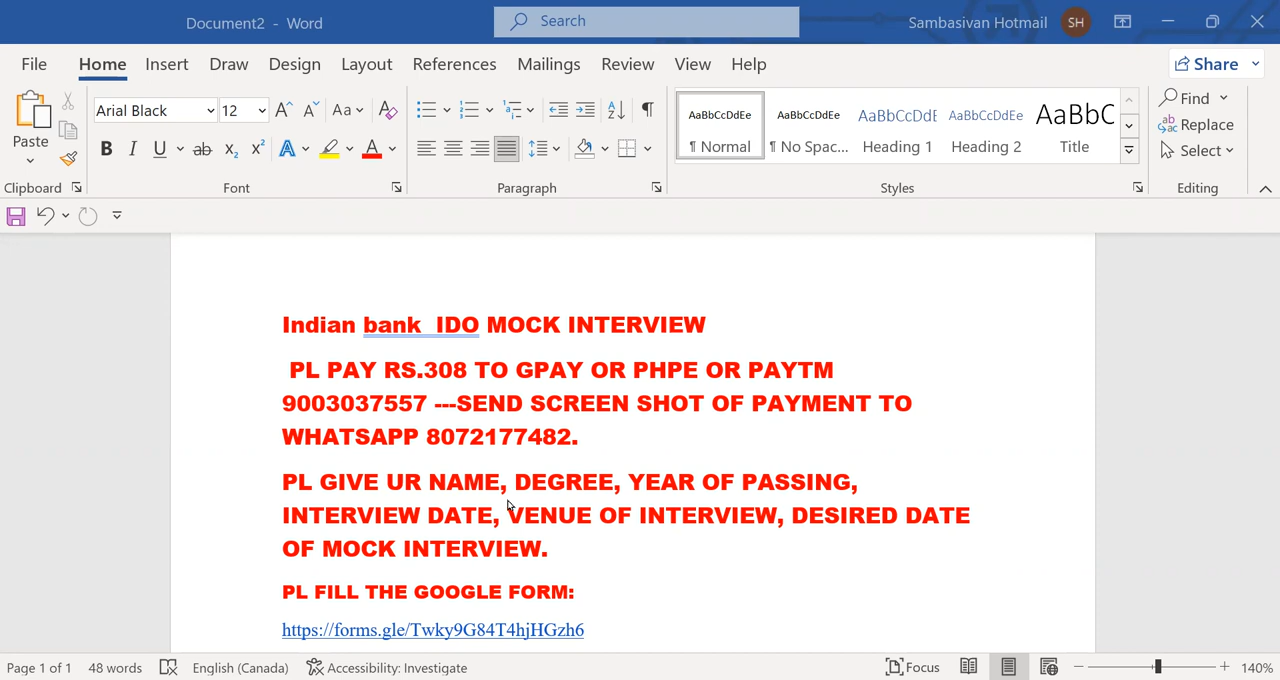 Document2 - Word
Search
Sambasivan Hotmail
SH
File Home Insert Draw Design Layout References Mailings Review View Help
Share
Paste
Arial Black 12
Aa
AaBbCcDdEe AaBbCcDdEe AaBbCcDdE AaBbCcDdEe AaBbC
¶ Normal ¶ No Spac... Heading 1 Heading 2 Title
Find
Replace
Select
Clipboard Font Paragraph Styles Editing
Indian bank IDO MOCK INTERVIEW
PL PAY RS.308 TO GPAY OR PHPE OR PAYTM
9003037557 ---SEND SCREEN SHOT OF PAYMENT TO
WHATSAPP 8072177482.
PL GIVE UR NAME, DEGREE, YEAR OF PASSING,
INTERVIEW DATE, VENUE OF INTERVIEW, DESIRED DATE
OF MOCK INTERVIEW.
PL FILL THE GOOGLE FORM:
https://forms.gle/Twky9G84T4hjHGzh6
Page 1 of 1 48 words English (Canada) Accessibility: Investigate Focus 140%